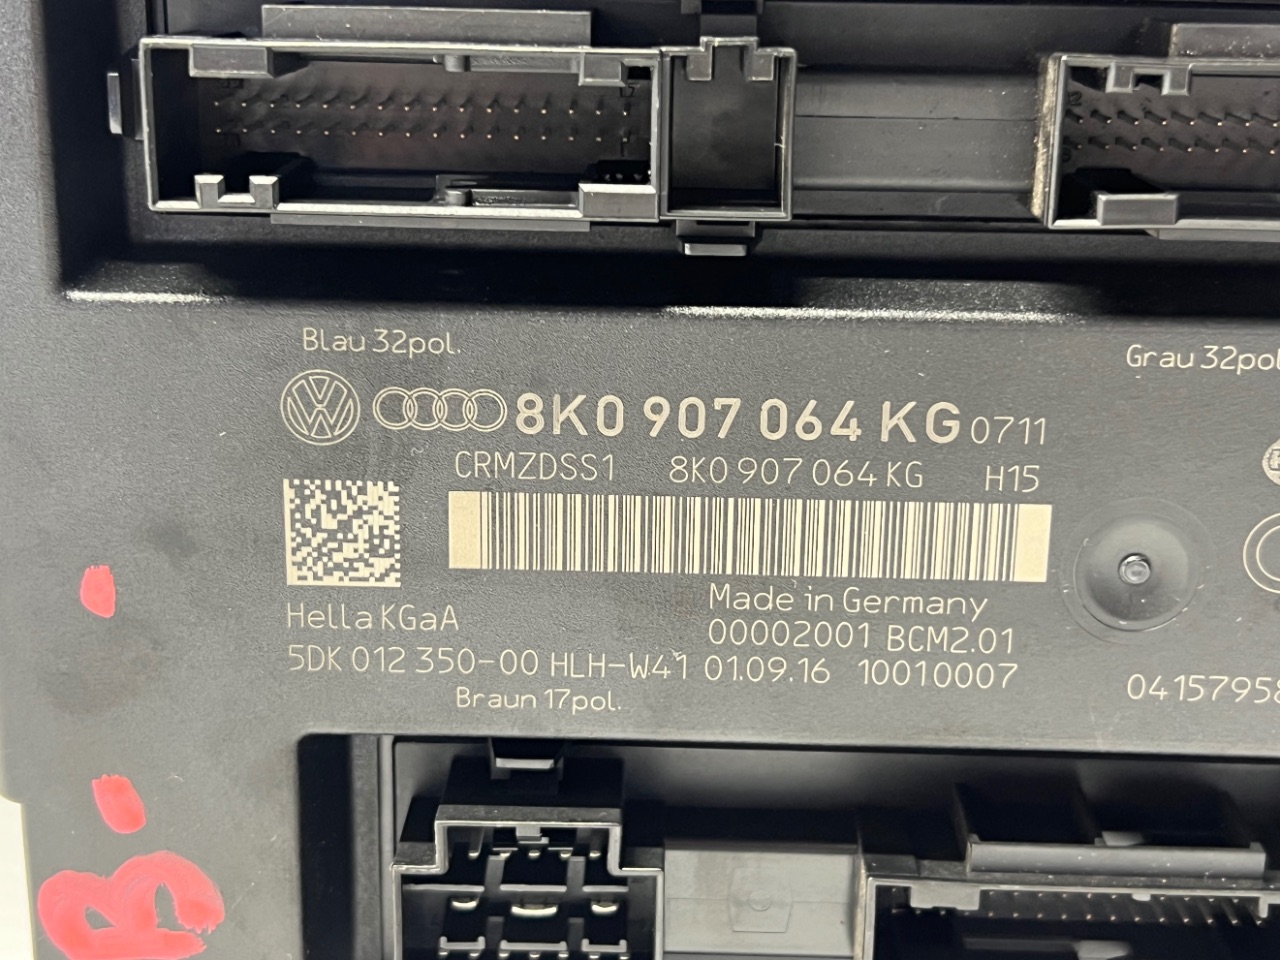 Blau 32pol.
Grau 32pol
8K0 907 064 KG 0711
CRMZDSS1 8K0 907 064 KG H15
Made in Germany
Hella KGaA
00002001 BCM2.01
5DK 012 350-00 HLH-W41 01.09.16 10010007
Braun 17pol.
0415795
B